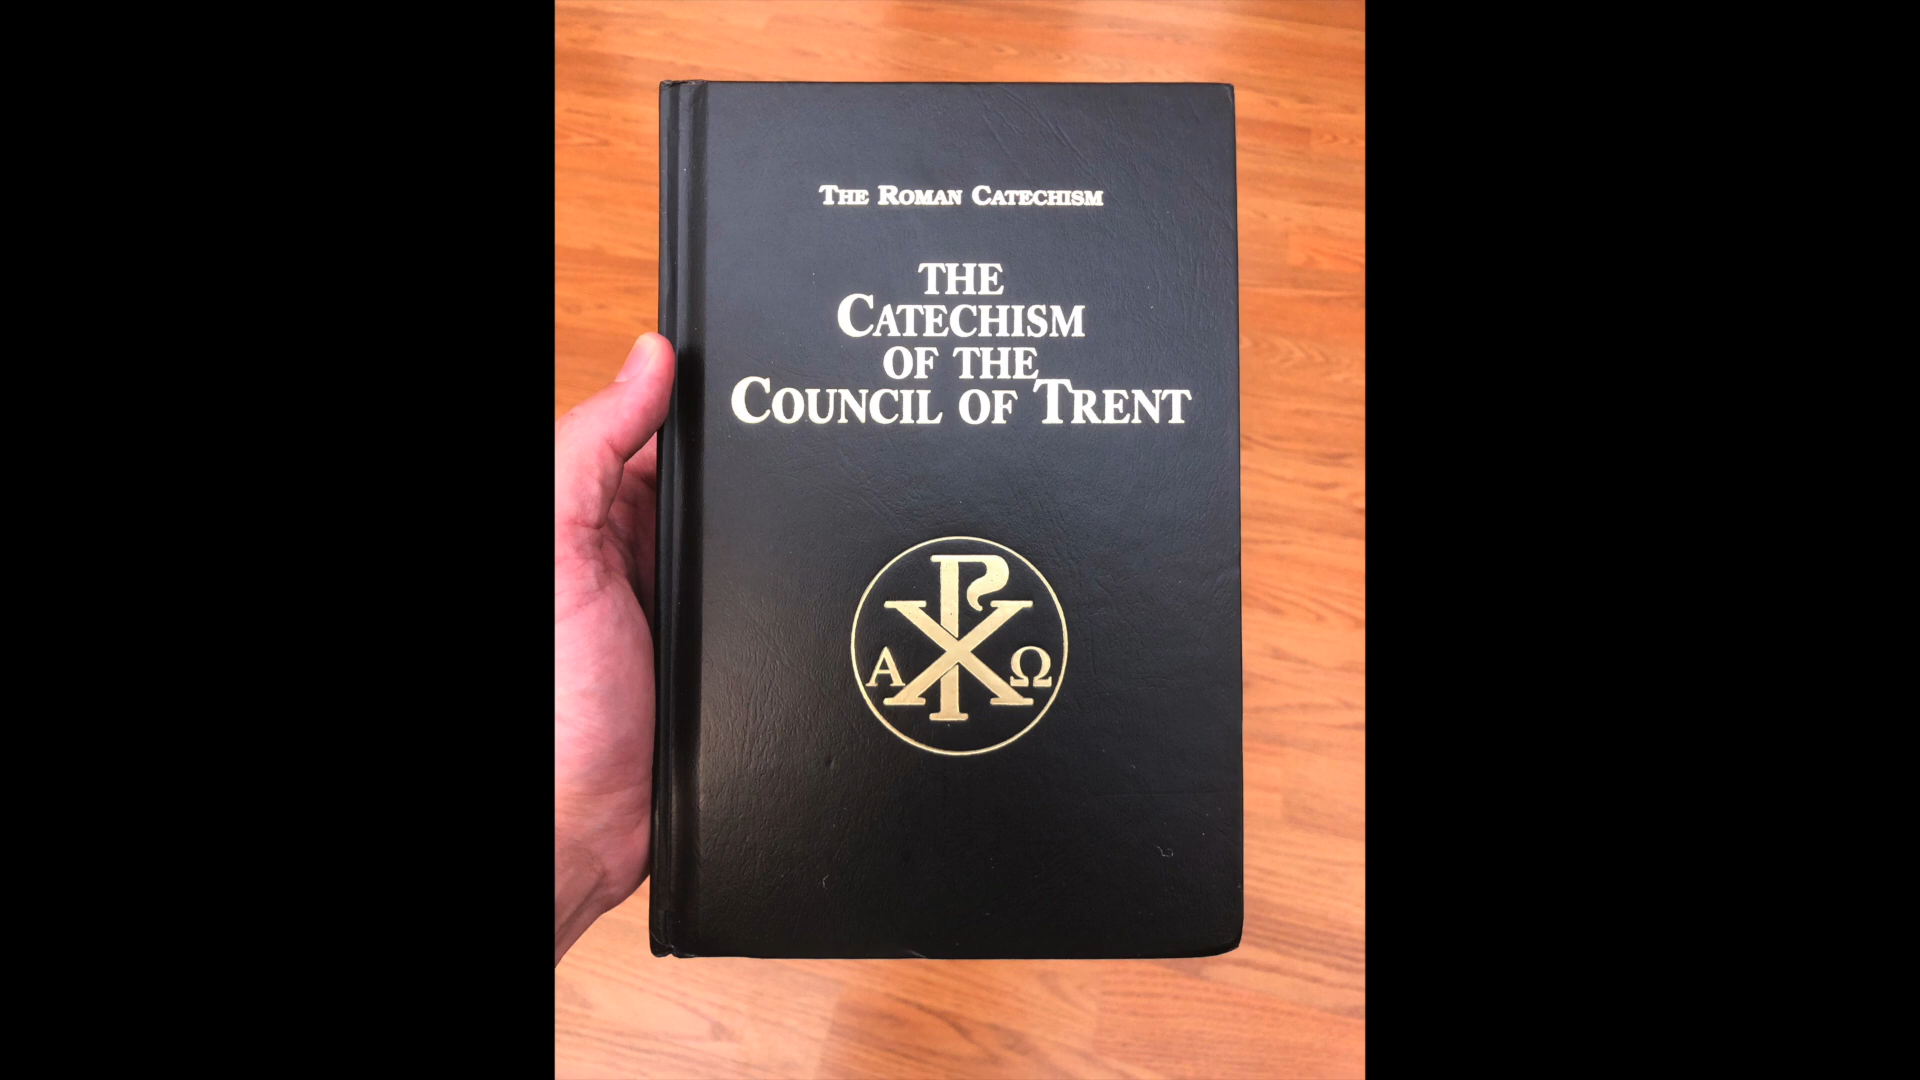 THE ROMAN CATECHISM
THE
CATECHISM
OF THE
COUNCIL OF TRENT
Α Ω